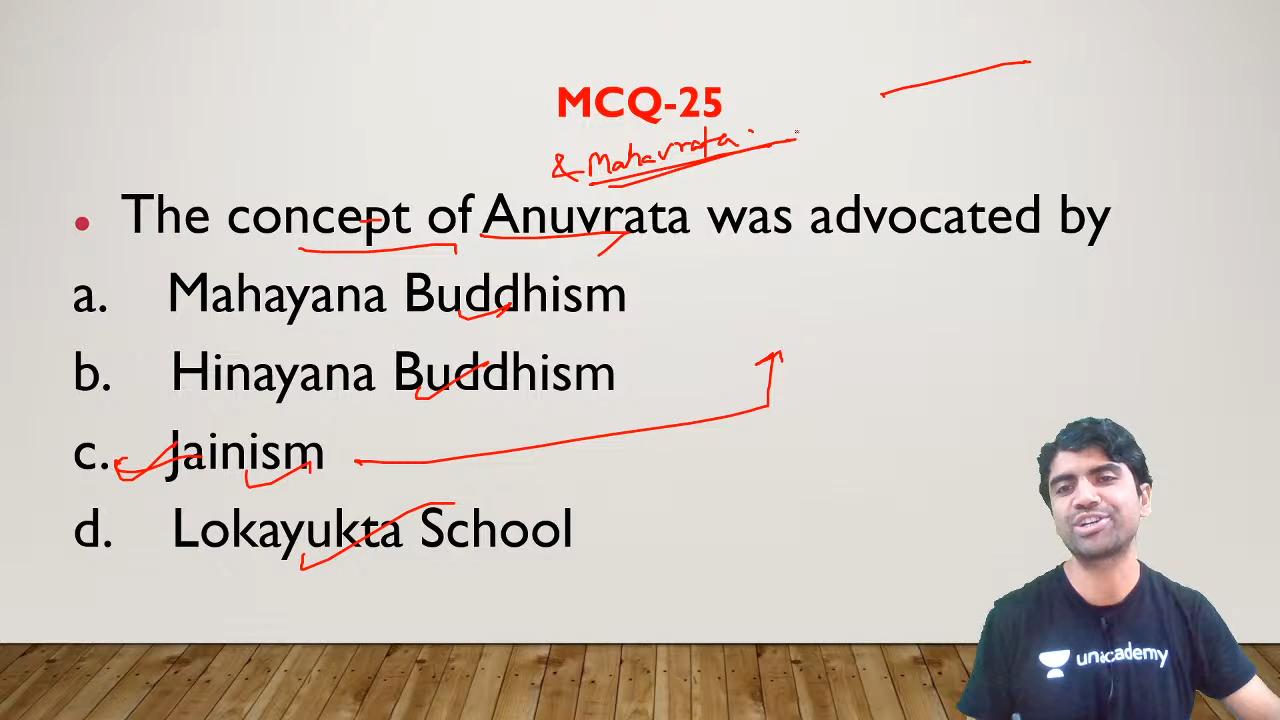 MCQ-25
& Mahavrata
• The concept of Anuvrata was advocated by
a. Mahayana Buddhism
b. Hinayana Buddhism
c. Jainism
d. Lokayukta School
unacademy